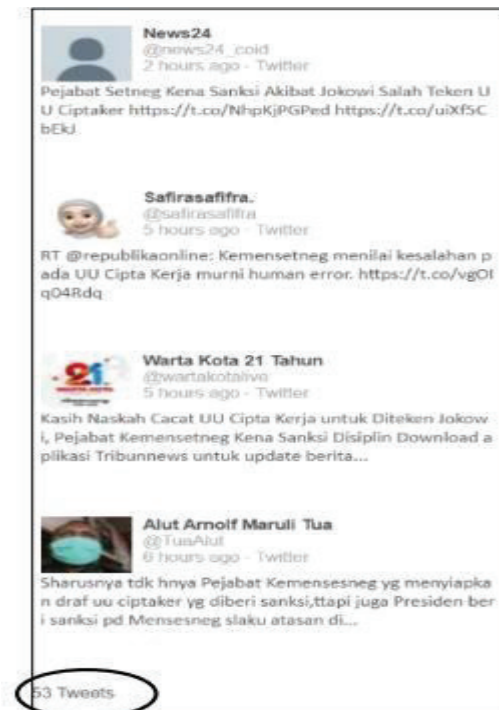 News24
@news24_coid
2 hours ago - Twitter
Pejabat Setneg Kena Sanksi Akibat Jokowi Salah Teken U
U Ciptaker https://t.co/NhpKjPGPed https://t.co/uiXf5C
bEkJ
Safirasafifra.
@safirasafifra
5 hours ago - Twitter
RT @republikaonline: Kemensetneg menilai kesalahan p
ada UU Cipta Kerja murni human error. https://t.co/vgOI
qO4Rdq
21
Warta Kota 21 Tahun
@wartakotalive
5 hours ago - Twitter
Kasih Naskah Cacat UU Cipta Kerja untuk Diteken Jokow
i, Pejabat Kemensetneg Kena Sanksi Disiplin Download a
plikasi Tribunnews untuk update berita...
Alut Arnolf Maruli Tua
@TuaAlut
6 hours ago - Twitter
Sharusnya tdk hnya Pejabat Kemensesneg yg menyiapka
n draf uu ciptaker yg diberi sanksi,ttapi juga Presiden ber
i sanksi pd Mensesneg slaku atasan di...
53 Tweets